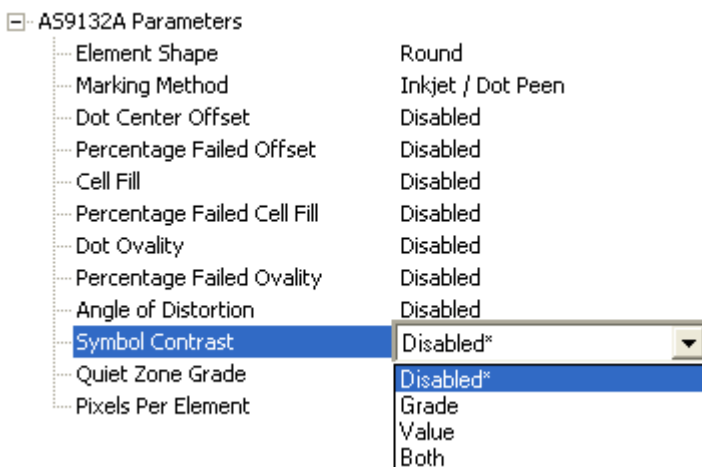 AS9132A Parameters
Element Shape Round
Marking Method Inkjet / Dot Peen
Dot Center Offset Disabled
Percentage Failed Offset Disabled
Cell Fill Disabled
Percentage Failed Cell Fill Disabled
Dot Ovality Disabled
Percentage Failed Ovality Disabled
Angle of Distortion Disabled
Symbol Contrast Disabled*
Quiet Zone Grade Disabled*
Pixels Per Element Grade
Value
Both